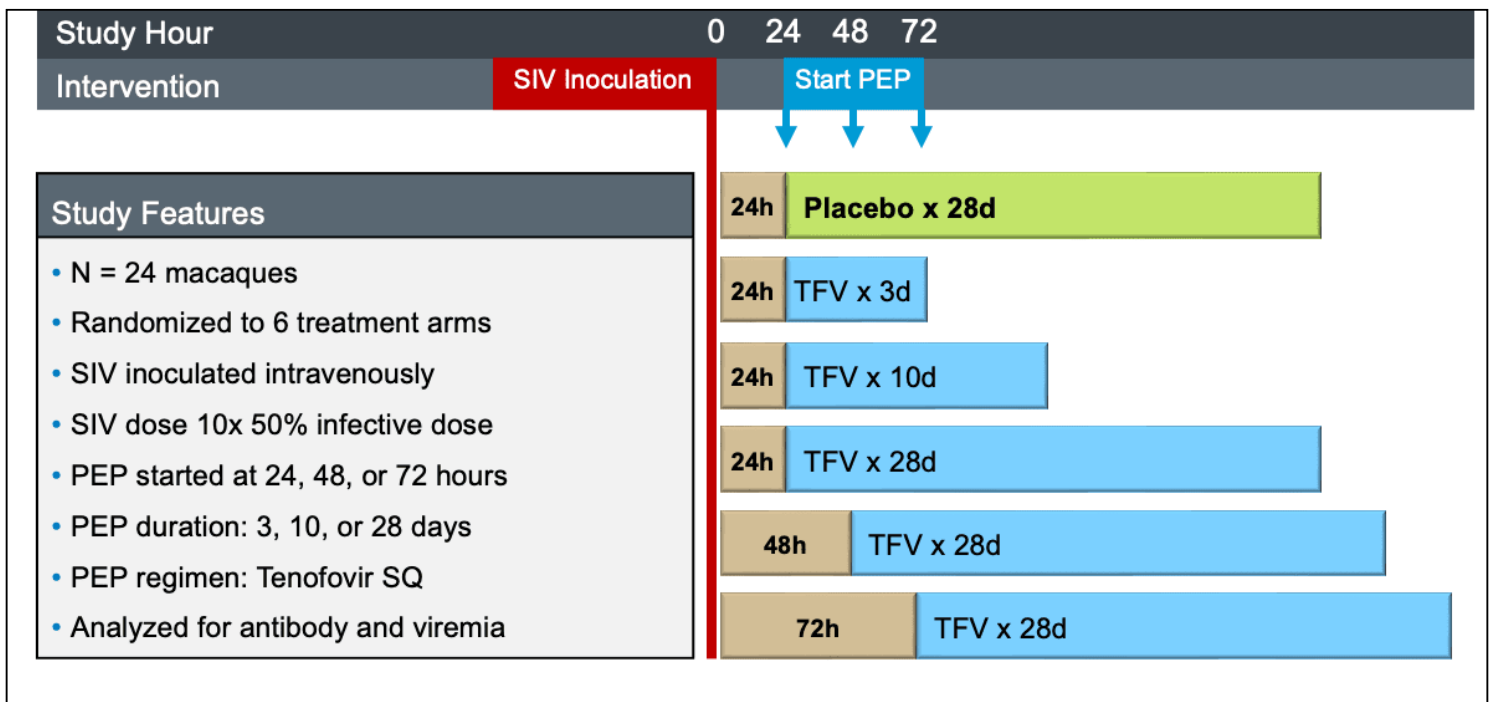 Study Hour 0 24 48 72
Intervention SIV Inoculation Start PEP
Study Features
• N = 24 macaques
• Randomized to 6 treatment arms
• SIV inoculated intravenously
• SIV dose 10x 50% infective dose
• PEP started at 24, 48, or 72 hours
• PEP duration: 3, 10, or 28 days
• PEP regimen: Tenofovir SQ
• Analyzed for antibody and viremia
24h Placebo x 28d
24h TFV x 3d
24h TFV x 10d
24h TFV x 28d
48h TFV x 28d
72h TFV x 28d